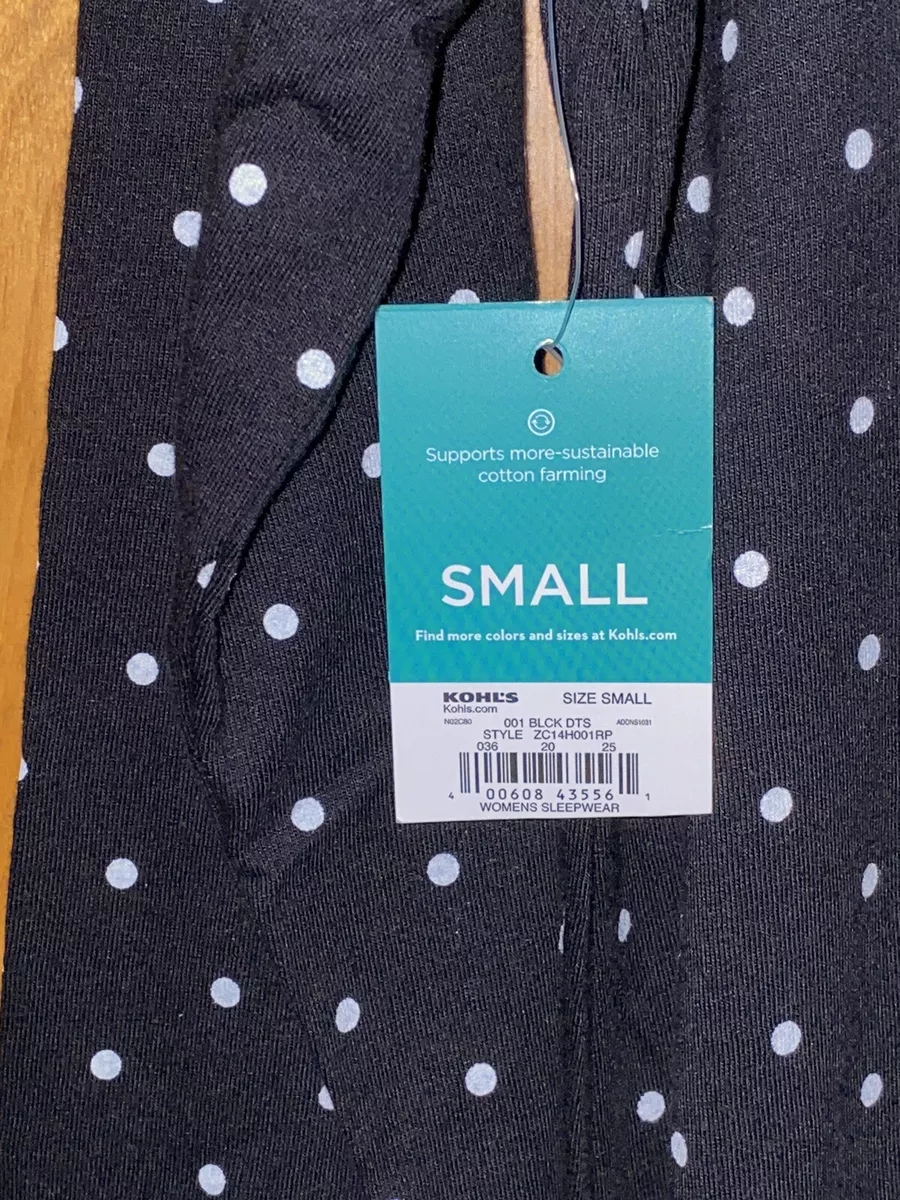 Supports more-sustainable
cotton farming
SMALL
Find more colors and sizes at Kohls.com
KOHL'S SIZE SMALL
Kohls.com
N02C80 001 BLCK DTS ADDNS1031
STYLE ZC14H001RP
036 20 25
4 00608 43556 1
WOMENS SLEEPWEAR